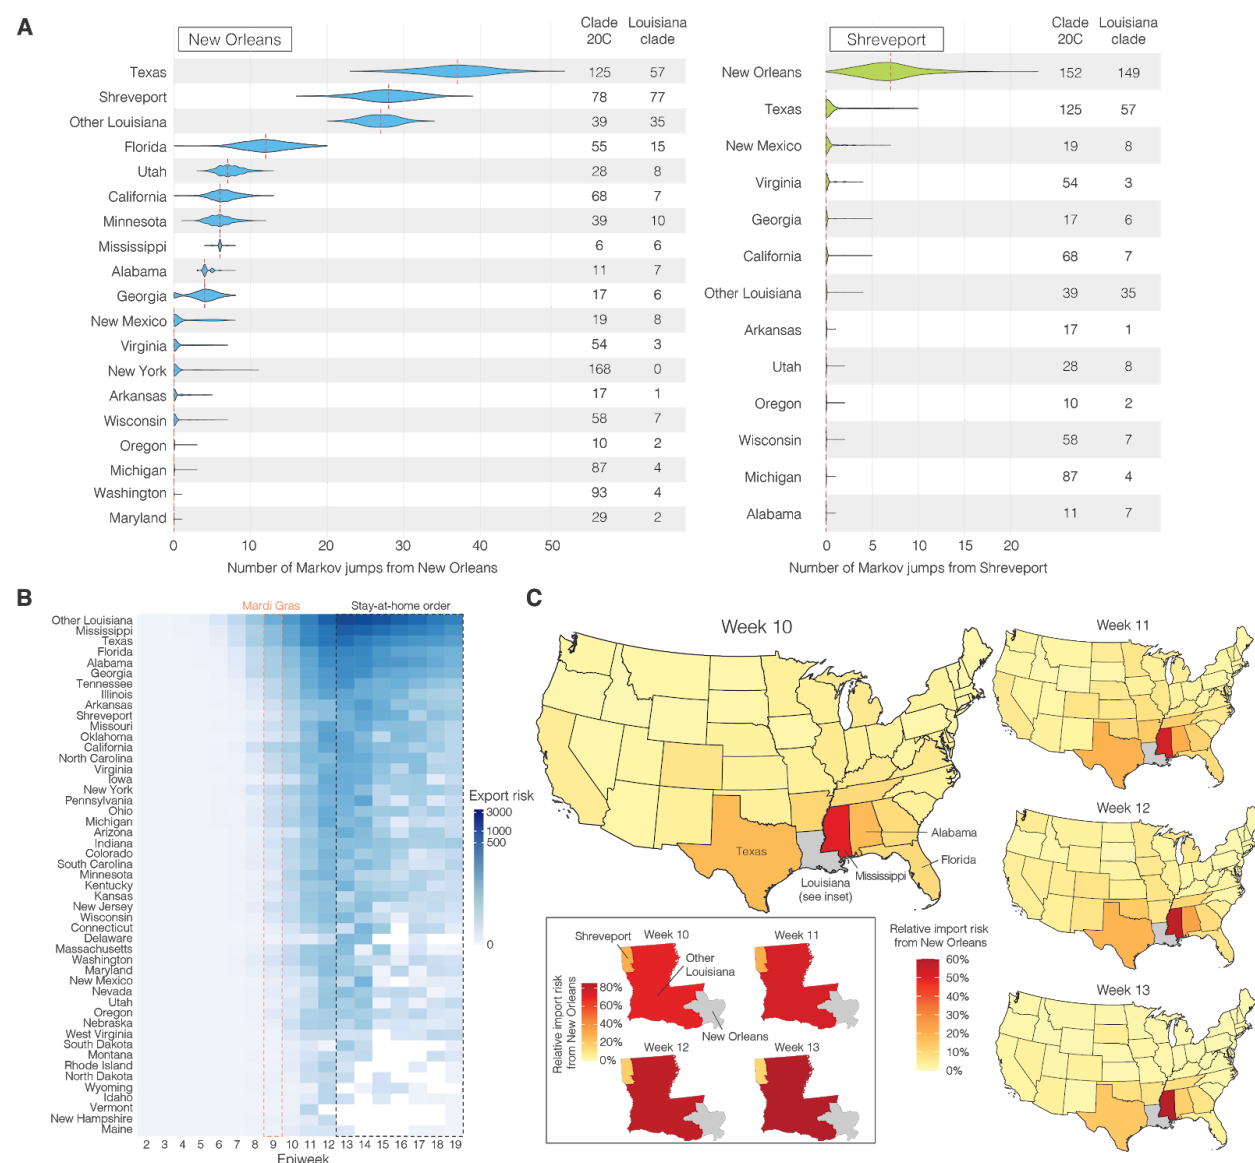 A
New Orleans
Clade 20C
Louisiana clade
Texas 125 57
Shreveport 78 77
Other Louisiana 39 35
Florida 55 15
Utah 28 8
California 68 7
Minnesota 39 10
Mississippi 6 6
Alabama 11 7
Georgia 17 6
New Mexico 19 8
Virginia 54 3
New York 168 0
Arkansas 17 1
Wisconsin 58 7
Oregon 10 2
Michigan 87 4
Washington 93 4
Maryland 29 2
0 10 20 30 40 50
Number of Markov jumps from New Orleans
Shreveport
Clade 20C
Louisiana clade
New Orleans 152 149
Texas 125 57
New Mexico 19 8
Virginia 54 3
Georgia 17 6
California 68 7
Other Louisiana 39 35
Arkansas 17 1
Utah 28 8
Oregon 10 2
Wisconsin 58 7
Michigan 87 4
Alabama 11 7
0 5 10 15 20
Number of Markov jumps from Shreveport
B
Mardi Gras
Stay-at-home order
Other Louisiana
Mississippi
Texas
Florida
Alabama
Georgia
Tennessee
Illinois
Arkansas
Shreveport
Missouri
Oklahoma
California
North Carolina
Virginia
Iowa
New York
Pennsylvania
Ohio
Michigan
Arizona
Indiana
Colorado
South Carolina
Minnesota
Kentucky
Kansas
New Jersey
Wisconsin
Connecticut
Delaware
Massachusetts
Washington
Maryland
New Mexico
Nevada
Utah
Oregon
Nebraska
West Virginia
South Dakota
Montana
Rhode Island
North Dakota
Wyoming
Idaho
Vermont
New Hampshire
Maine
2 3 4 5 6 7 8 9 10 11 12 13 14 15 16 17 18 19
Epiweek
Export risk
3000
1000
500
0
C
Week 10
Texas
Louisiana
(see inset)
Mississippi
Alabama
Florida
Week 11
Week 12
Week 13
Relative import risk
from New Orleans
60%
50%
40%
30%
20%
10%
0%
Week 10
Week 11
Shreveport
Other
Louisiana
New Orleans
Week 12
Week 13
Relative import risk
from New Orleans
80%
60%
40%
20%
0%